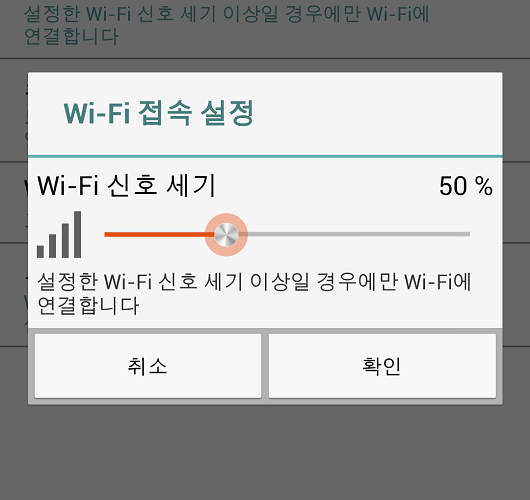 설정한 Wi-Fi 신호 세기 이상일 경우에만 Wi-Fi에
연결합니다
Wi-Fi 접속 설정
Wi-Fi 신호 세기 50 %
설정한 Wi-Fi 신호 세기 이상일 경우에만 Wi-Fi에
연결합니다
취소 확인